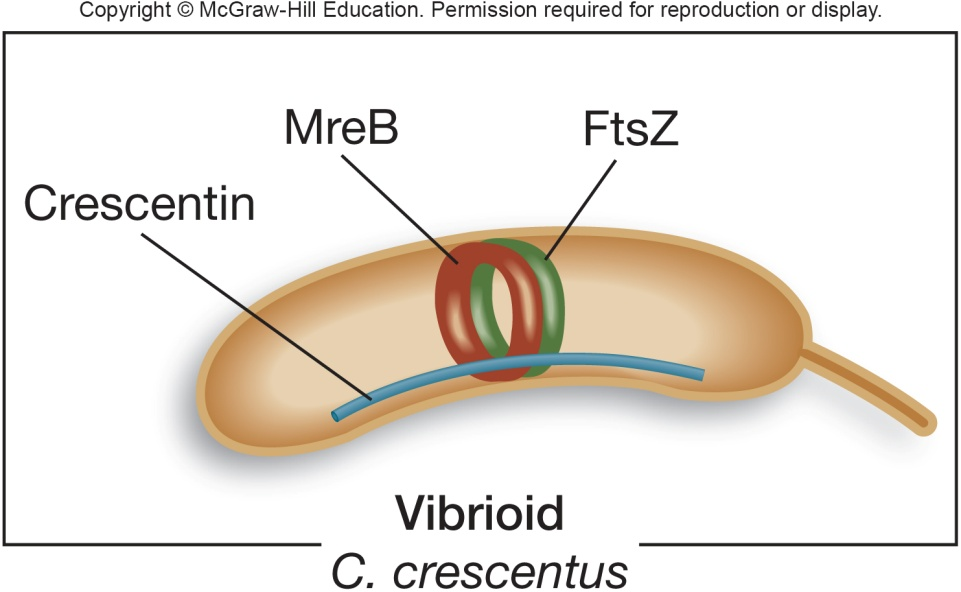 Copyright © McGraw-Hill Education. Permission required for reproduction or display.
MreB
FtsZ
Crescentin
Vibrioid
C. crescentus